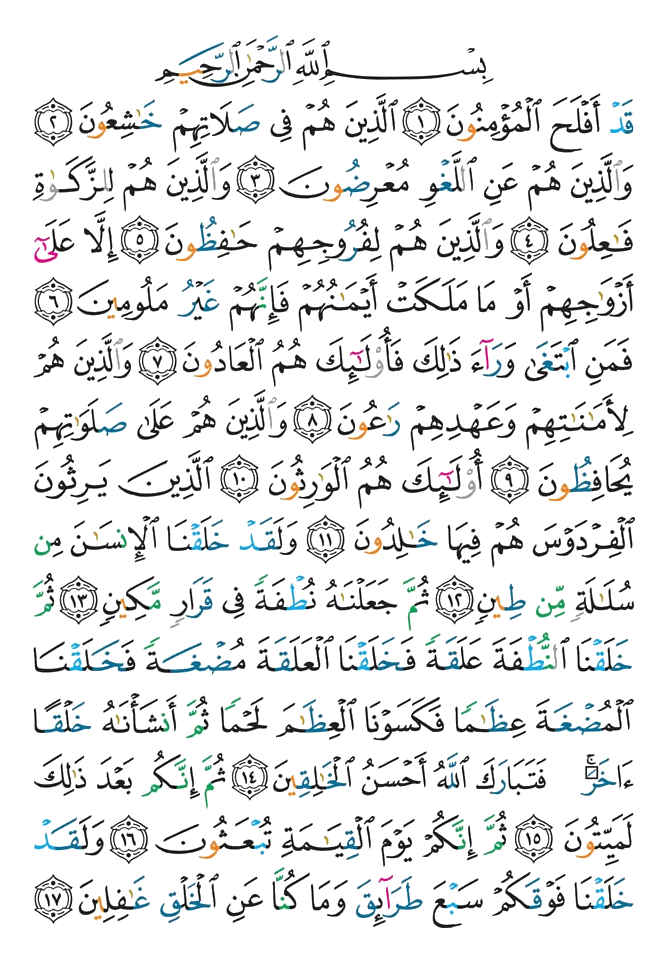 بِسْمِ ٱللَّهِ ٱلرَّحْمَٰنِ ٱلرَّحِيمِ
قَدْ أَفْلَحَ ٱلْمُؤْمِنُونَ ١ ٱلَّذِينَ هُمْ فِى صَلَاتِهِمْ خَٰشِعُونَ ٢
وَٱلَّذِينَ هُمْ عَنِ ٱللَّغْوِ مُعْرِضُونَ ٣ وَٱلَّذِينَ هُمْ لِلزَّكَوٰةِ
فَٰعِلُونَ ٤ وَٱلَّذِينَ هُمْ لِفُرُوجِهِمْ حَٰفِظُونَ ٥ إِلَّا عَلَىٰٓ
أَزْوَٰجِهِمْ أَوْ مَا مَلَكَتْ أَيْمَٰنُهُمْ فَإِنَّهُمْ غَيْرُ مَلُومِينَ ٦
فَمَنِ ٱبْتَغَىٰ وَرَآءَ ذَٰلِكَ فَأُو۟لَٰٓئِكَ هُمُ ٱلْعَادُونَ ٧ وَٱلَّذِينَ هُمْ
لِأَمَٰنَٰتِهِمْ وَعَهْدِهِمْ رَٰعُونَ ٨ وَٱلَّذِينَ هُمْ عَلَىٰ صَلَوَٰتِهِمْ
يُحَافِظُونَ ٩ أُو۟لَٰٓئِكَ هُمُ ٱلْوَٰرِثُونَ ١٠ ٱلَّذِينَ يَرِثُونَ
ٱلْفِرْدَوْسَ هُمْ فِيهَا خَٰلِدُونَ ١١ وَلَقَدْ خَلَقْنَا ٱلْإِنسَٰنَ مِن
سُلَٰلَةٍ مِّن طِينٍ ١٢ ثُمَّ جَعَلْنَٰهُ نُطْفَةً فِى قَرَارٍ مَّكِينٍ ١٣ ثُمَّ
خَلَقْنَا ٱلنُّطْفَةَ عَلَقَةً فَخَلَقْنَا ٱلْعَلَقَةَ مُضْغَةً فَخَلَقْنَا
ٱلْمُضْغَةَ عِظَٰمًا فَكَسَوْنَا ٱلْعِظَٰمَ لَحْمًا ثُمَّ أَنشَأْنَٰهُ خَلْقًا
ءَاخَرَ ۚ فَتَبَارَكَ ٱللَّهُ أَحْسَنُ ٱلْخَٰلِقِينَ ١٤ ثُمَّ إِنَّكُم بَعْدَ ذَٰلِكَ
لَمَيِّتُونَ ١٥ ثُمَّ إِنَّكُمْ يَوْمَ ٱلْقِيَٰمَةِ تُبْعَثُونَ ١٦ وَلَقَدْ
خَلَقْنَا فَوْقَكُمْ سَبْعَ طَرَآئِقَ وَمَا كُنَّا عَنِ ٱلْخَلْقِ غَٰفِلِينَ ١٧